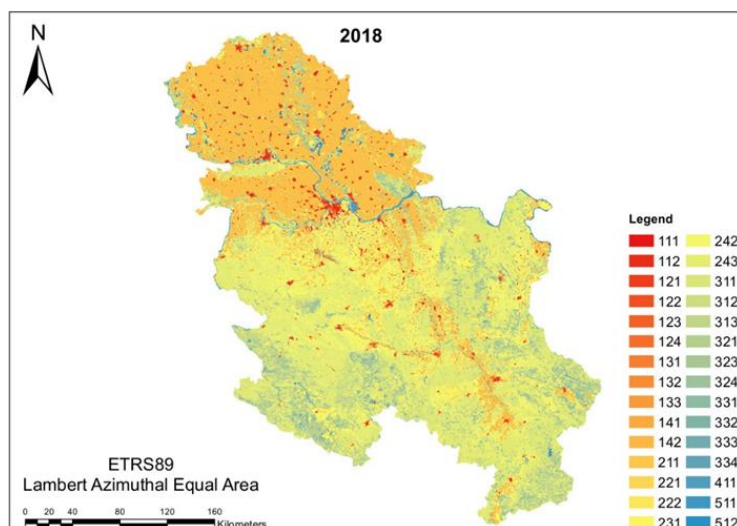 N
2018
Legend
111 242
112 243
121 311
122 312
123 313
124 321
131 323
132 324
133 331
141 332
142 333
211 334
221 411
222 511
231 512
ETRS89
Lambert Azimuthal Equal Area
0 20 40 80 120 160
Kilometers